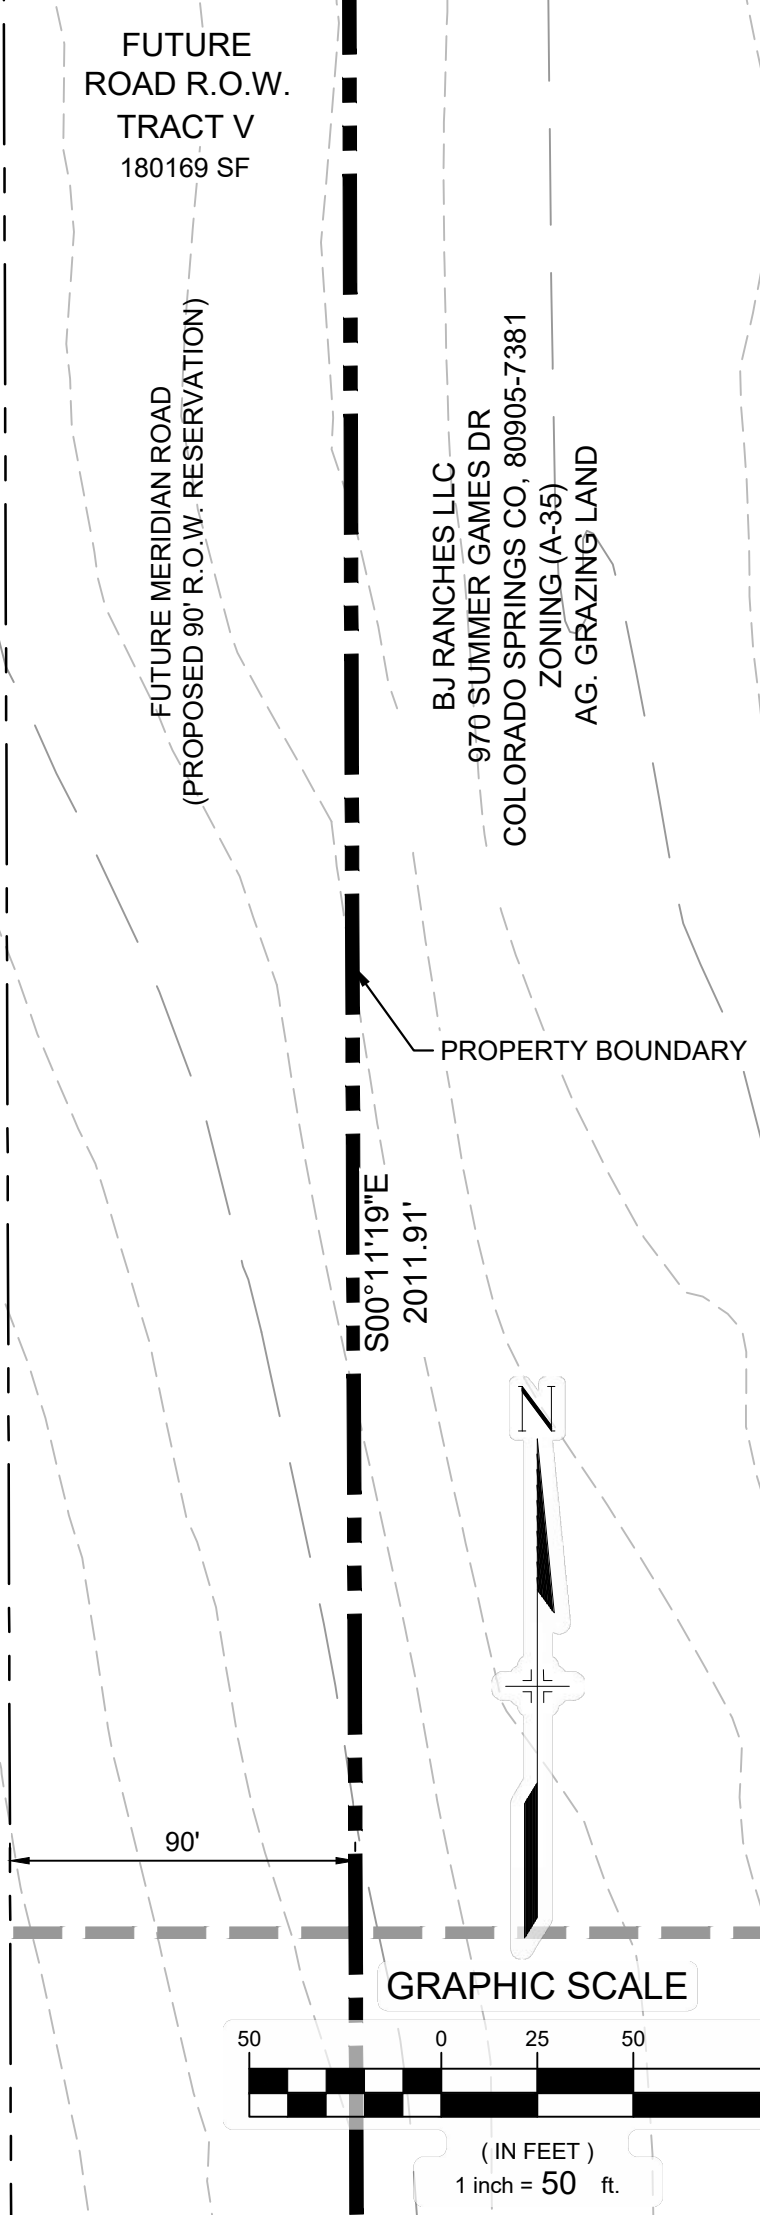 FUTURE
ROAD R.O.W.
TRACT V
180169 SF
FUTURE MERIDIAN ROAD
(PROPOSED 90' R.O.W. RESERVATION)
BJ RANCHES LLC
970 SUMMER GAMES DR
COLORADO SPRINGS CO, 80905-7381
ZONING (A-35)
AG. GRAZING LAND
PROPERTY BOUNDARY
S00°11'19"E
2011.91'
N
90'
GRAPHIC SCALE
50 0 25 50
( IN FEET )
1 inch = 50 ft.